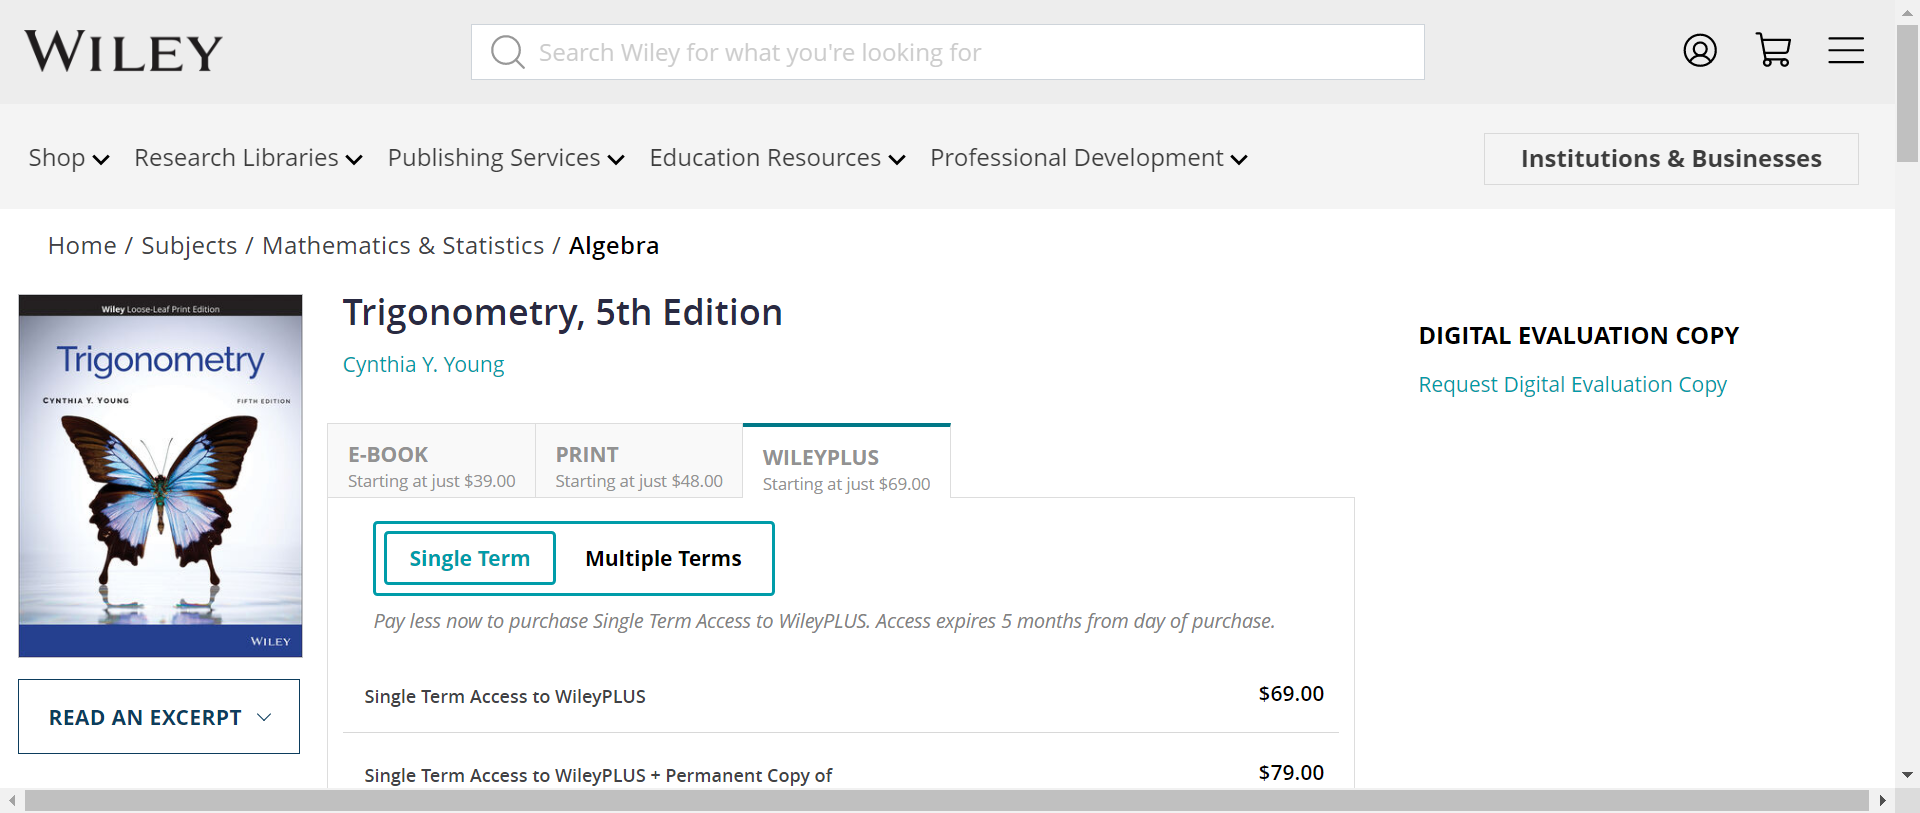 WILEY
Search Wiley for what you're looking for
Shop
Research Libraries
Publishing Services
Education Resources
Professional Development
Institutions & Businesses
Home / Subjects / Mathematics & Statistics / Algebra
Wiley Loose-Leaf Print Edition
Trigonometry
CYNTHIA Y. YOUNG
FIFTH EDITION
WILEY
READ AN EXCERPT
Trigonometry, 5th Edition
Cynthia Y. Young
E-BOOK
Starting at just $39.00
PRINT
Starting at just $48.00
WILEYPLUS
Starting at just $69.00
Single Term
Multiple Terms
Pay less now to purchase Single Term Access to WileyPLUS. Access expires 5 months from day of purchase.
Single Term Access to WileyPLUS
$69.00
Single Term Access to WileyPLUS + Permanent Copy of
$79.00
DIGITAL EVALUATION COPY
Request Digital Evaluation Copy